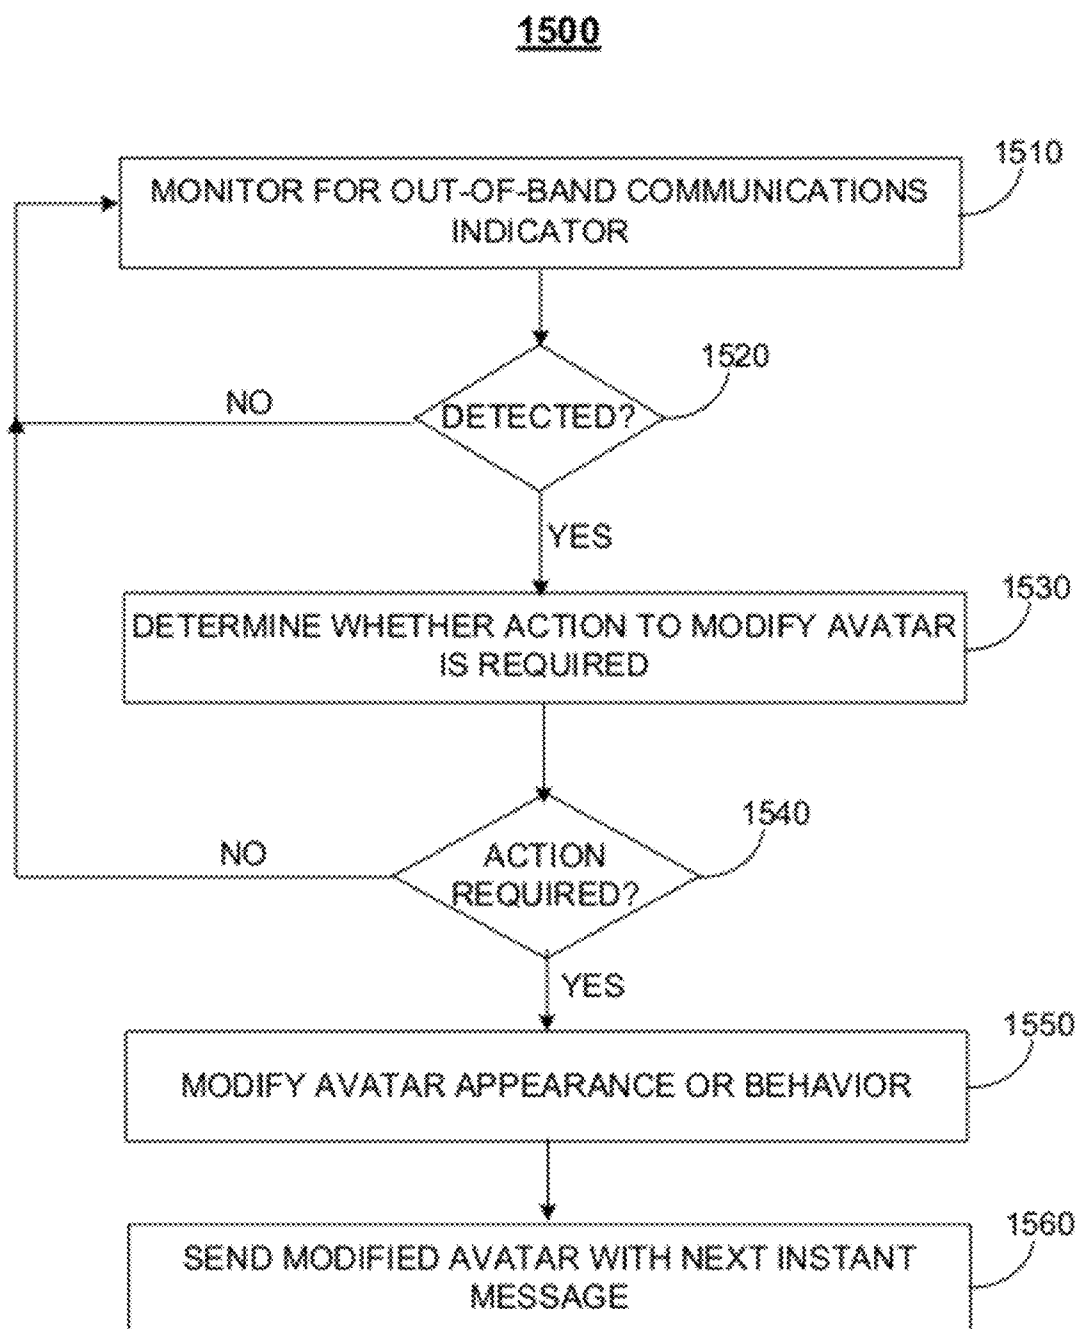 1500
1510
MONITOR FOR OUT-OF-BAND COMMUNICATIONS
INDICATOR
1520
DETECTED?
NO
YES
1530
DETERMINE WHETHER ACTION TO MODIFY AVATAR
IS REQUIRED
1540
ACTION
REQUIRED?
NO
YES
1550
MODIFY AVATAR APPEARANCE OR BEHAVIOR
1560
SEND MODIFIED AVATAR WITH NEXT INSTANT
MESSAGE